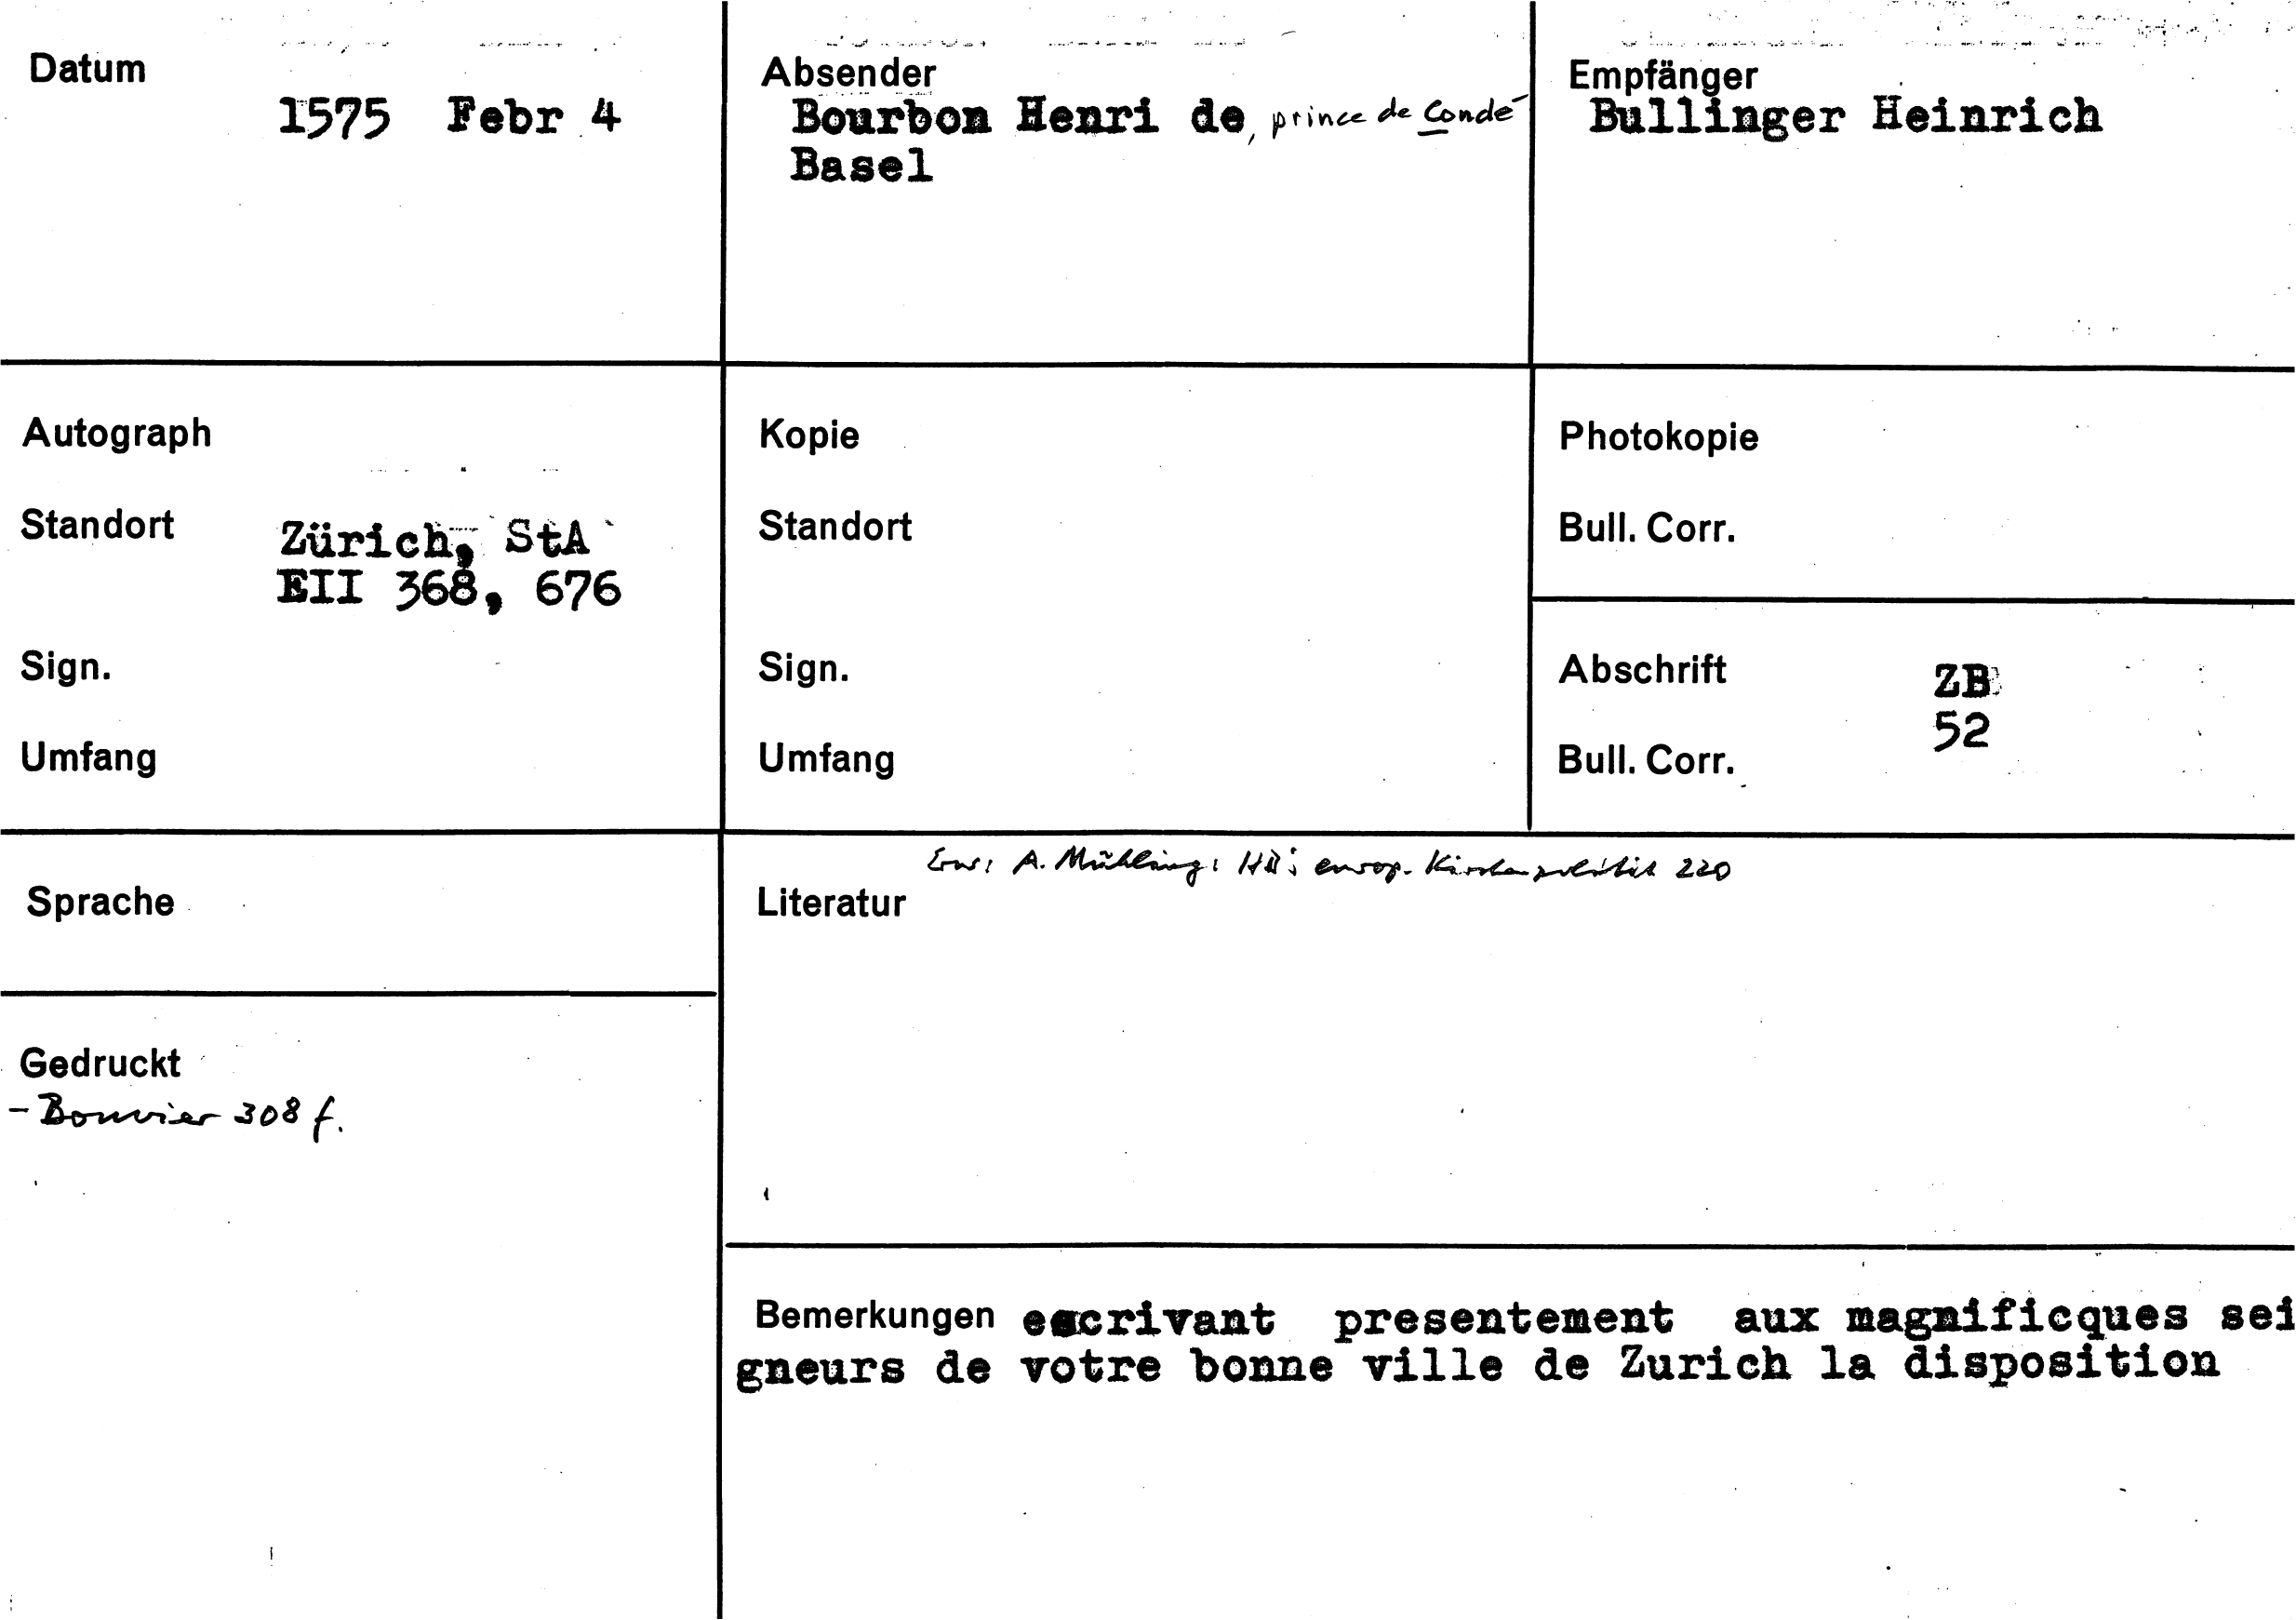 Datum
1575 Febr 4
Absender
Bourbon Henri de, prince de Condé
Basel
Empfänger
Bullinger Heinrich
Autograph
Standort
Zürich, StA
EII 368, 676
Sign.
Umfang
Kopie
Standort
Sign.
Umfang
Photokopie
Bull. Corr.
Abschrift
ZB
52
Bull. Corr.
Sprache
Erw: A. Mühling: HB's europ. Kirchenpolitik 220
Literatur
Gedruckt
- Bouvier 308 f.
Bemerkungen escrivant presentement aux magnificques sei
gneurs de votre bonne ville de Zurich la disposition